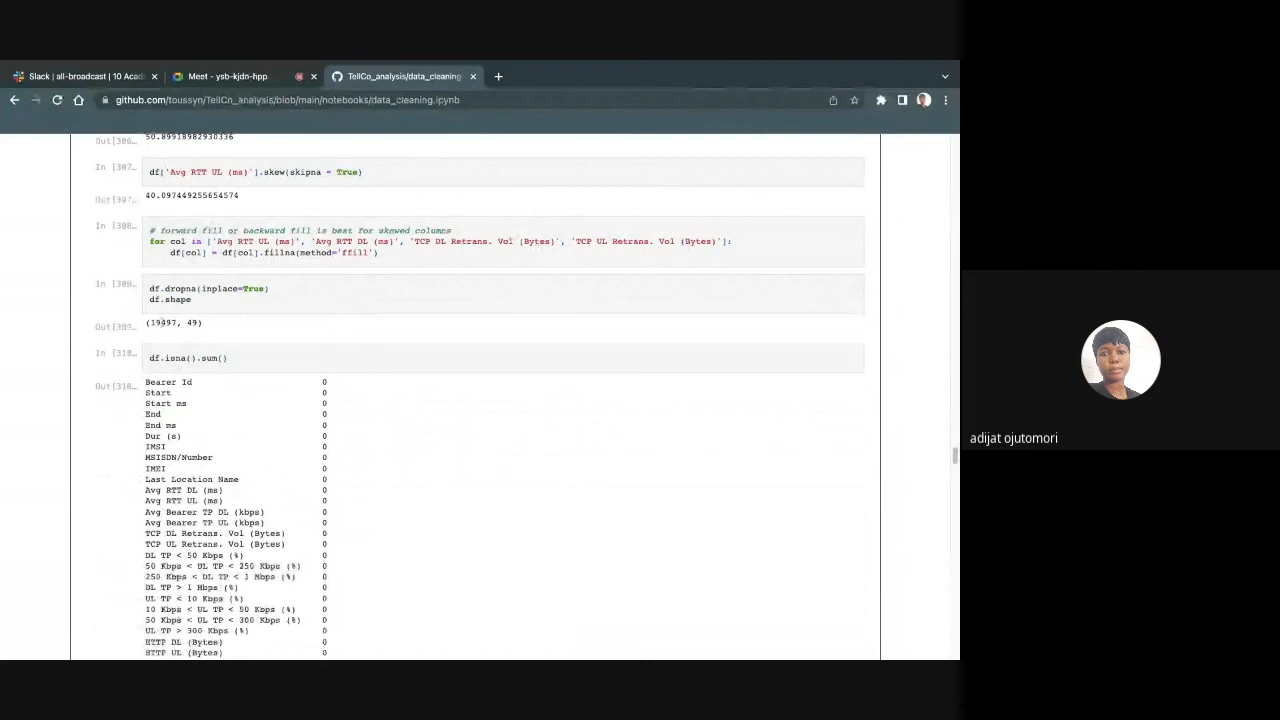 Slack | all-broadcast | 10 Acad
Meet - ysb-kjdn-hpp
TellCo_analysis/data_cleaning
github.com/toussyn/TellCo_analysis/blob/main/notebooks/data_cleaning.ipynb
Out[306…
50.89918982930336
In [307…
df['Avg RTT UL (ms)'].skew(skipna = True)
Out[307…
40.097449255654574
In [308…
# forward fill or backward fill is best for skewed columns
for col in ['Avg RTT UL (ms)', 'Avg RTT DL (ms)', 'TCP DL Retrans. Vol (Bytes)', 'TCP UL Retrans. Vol (Bytes)']:
df[col] = df[col].fillna(method='ffill')
In [309…
df.dropna(inplace=True)
df.shape
Out[309…
(19497, 49)
In [310…
df.isna().sum()
Out[310…
Bearer Id 0
Start 0
Start ms 0
End 0
End ms 0
Dur (s) 0
IMSI 0
MSISDN/Number 0
IMEI 0
Last Location Name 0
Avg RTT DL (ms) 0
Avg RTT UL (ms) 0
Avg Bearer TP DL (kbps) 0
Avg Bearer TP UL (kbps) 0
TCP DL Retrans. Vol (Bytes) 0
TCP UL Retrans. Vol (Bytes) 0
DL TP < 50 Kbps (%) 0
50 Kbps < UL TP < 250 Kbps (%) 0
250 Kbps < DL TP < 1 Mbps (%) 0
DL TP > 1 Mbps (%) 0
UL TP < 10 Kbps (%) 0
10 Kbps < UL TP < 50 Kbps (%) 0
50 Kbps < UL TP < 300 Kbps (%) 0
UL TP > 300 Kbps (%) 0
HTTP DL (Bytes) 0
HTTP UL (Bytes) 0
adijat ojutomori